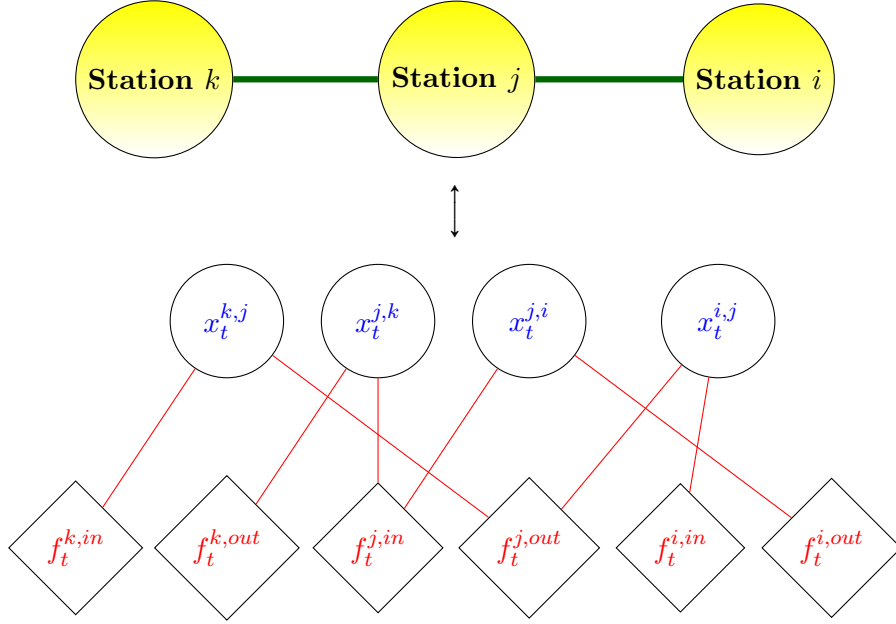 Station k Station j Station i
x_t^{k,j} x_t^{j,k} x_t^{j,i} x_t^{i,j}
f_t^{k,in} f_t^{k,out} f_t^{j,in} f_t^{j,out} f_t^{i,in} f_t^{i,out}